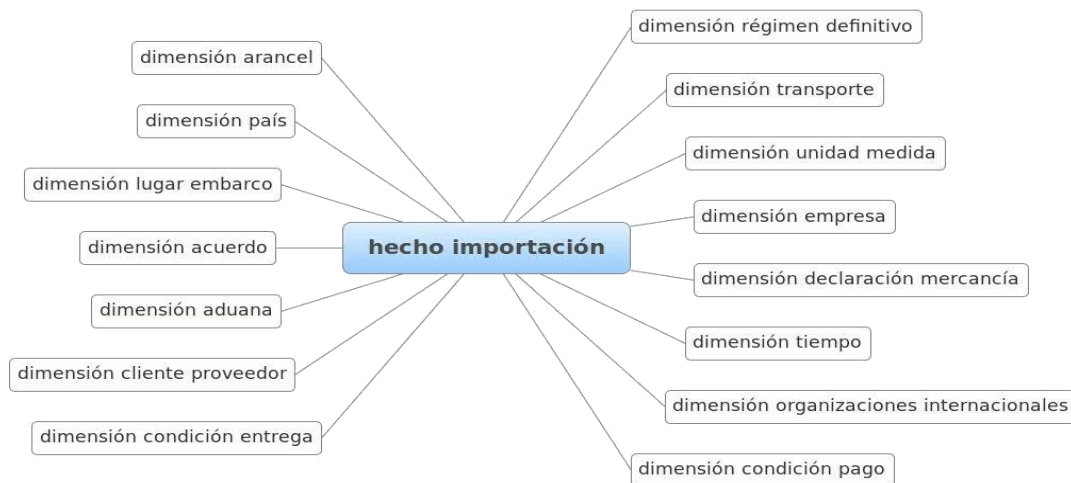 dimensión arancel
dimensión país
dimensión lugar embarco
dimensión acuerdo
dimensión aduana
dimensión cliente proveedor
dimensión condición entrega
hecho importación
dimensión régimen definitivo
dimensión transporte
dimensión unidad medida
dimensión empresa
dimensión declaración mercancía
dimensión tiempo
dimensión organizaciones internacionales
dimensión condición pago